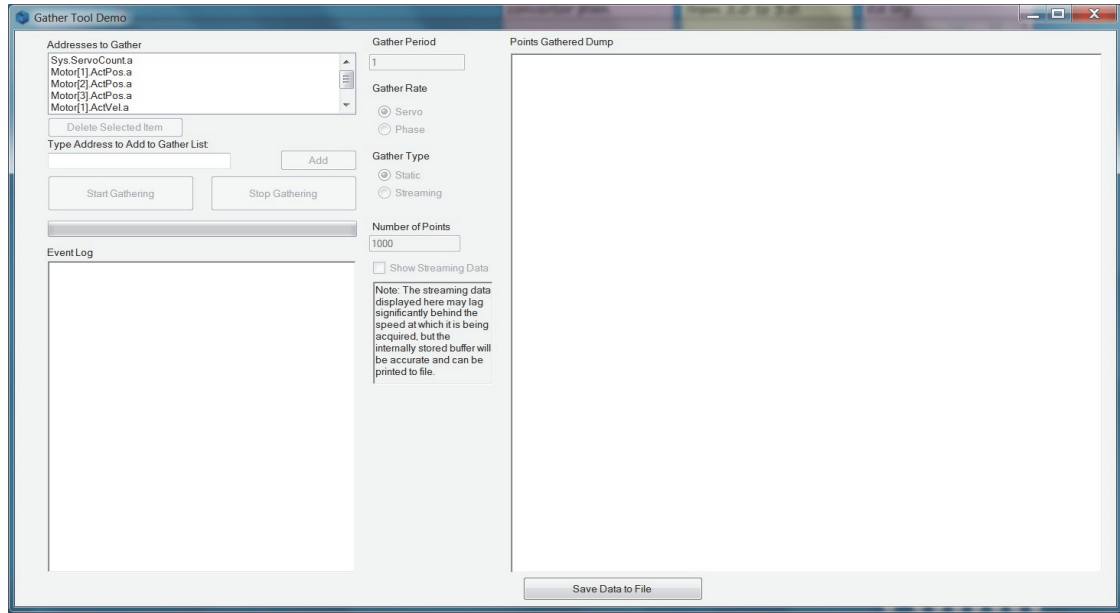 Gather Tool Demo
Addresses to Gather
Sys.ServoCount.a
Motor[1].ActPos.a
Motor[2].ActPos.a
Motor[3].ActPos.a
Motor[1].ActVel.a
Delete Selected Item
Type Address to Add to Gather List:
Add
Start Gathering
Stop Gathering
Event Log
Gather Period
1
Gather Rate
Servo
Phase
Gather Type
Static
Streaming
Number of Points
1000
Show Streaming Data
Note: The streaming data
displayed here may lag
significantly behind the
speed at which it is being
acquired, but the
internally stored buffer will
be accurate and can be
printed to file.
Points Gathered Dump
Save Data to File